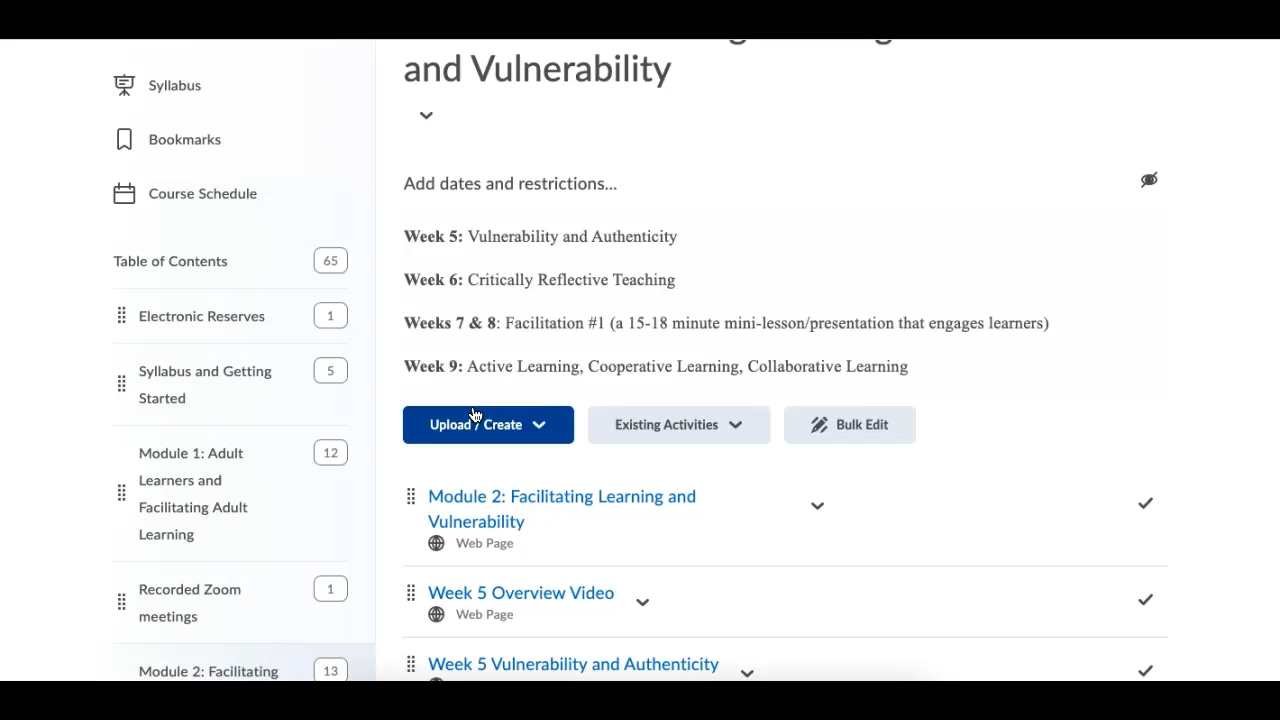 and Vulnerability
Syllabus
Bookmarks
Course Schedule
Table of Contents 65
Electronic Reserves 1
Syllabus and Getting 5
Started
Module 1: Adult 12
Learners and
Facilitating Adult
Learning
Recorded Zoom 1
meetings
Module 2: Facilitating 13
Add dates and restrictions...
Week 5: Vulnerability and Authenticity
Week 6: Critically Reflective Teaching
Weeks 7 & 8: Facilitation #1 (a 15-18 minute mini-lesson/presentation that engages learners)
Week 9: Active Learning, Cooperative Learning, Collaborative Learning
Upload / Create Existing Activities Bulk Edit
Module 2: Facilitating Learning and
Vulnerability
Web Page
Week 5 Overview Video
Web Page
Week 5 Vulnerability and Authenticity